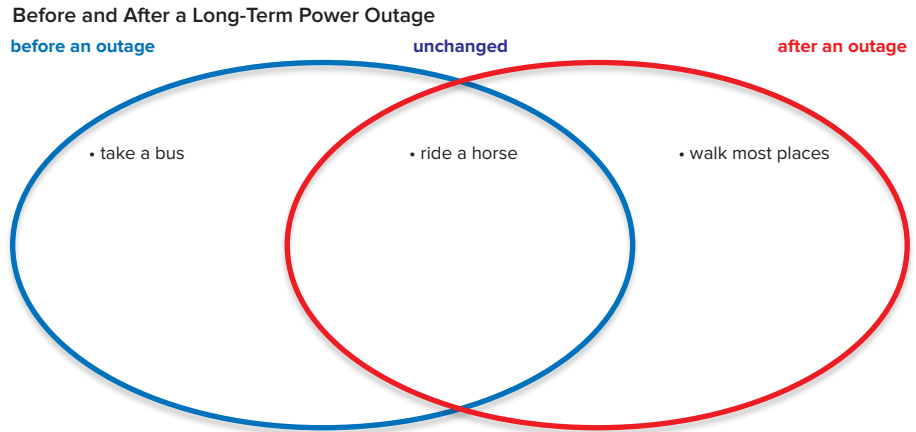 Before and After a Long-Term Power Outage
before an outage
unchanged
after an outage
• take a bus
• ride a horse
• walk most places